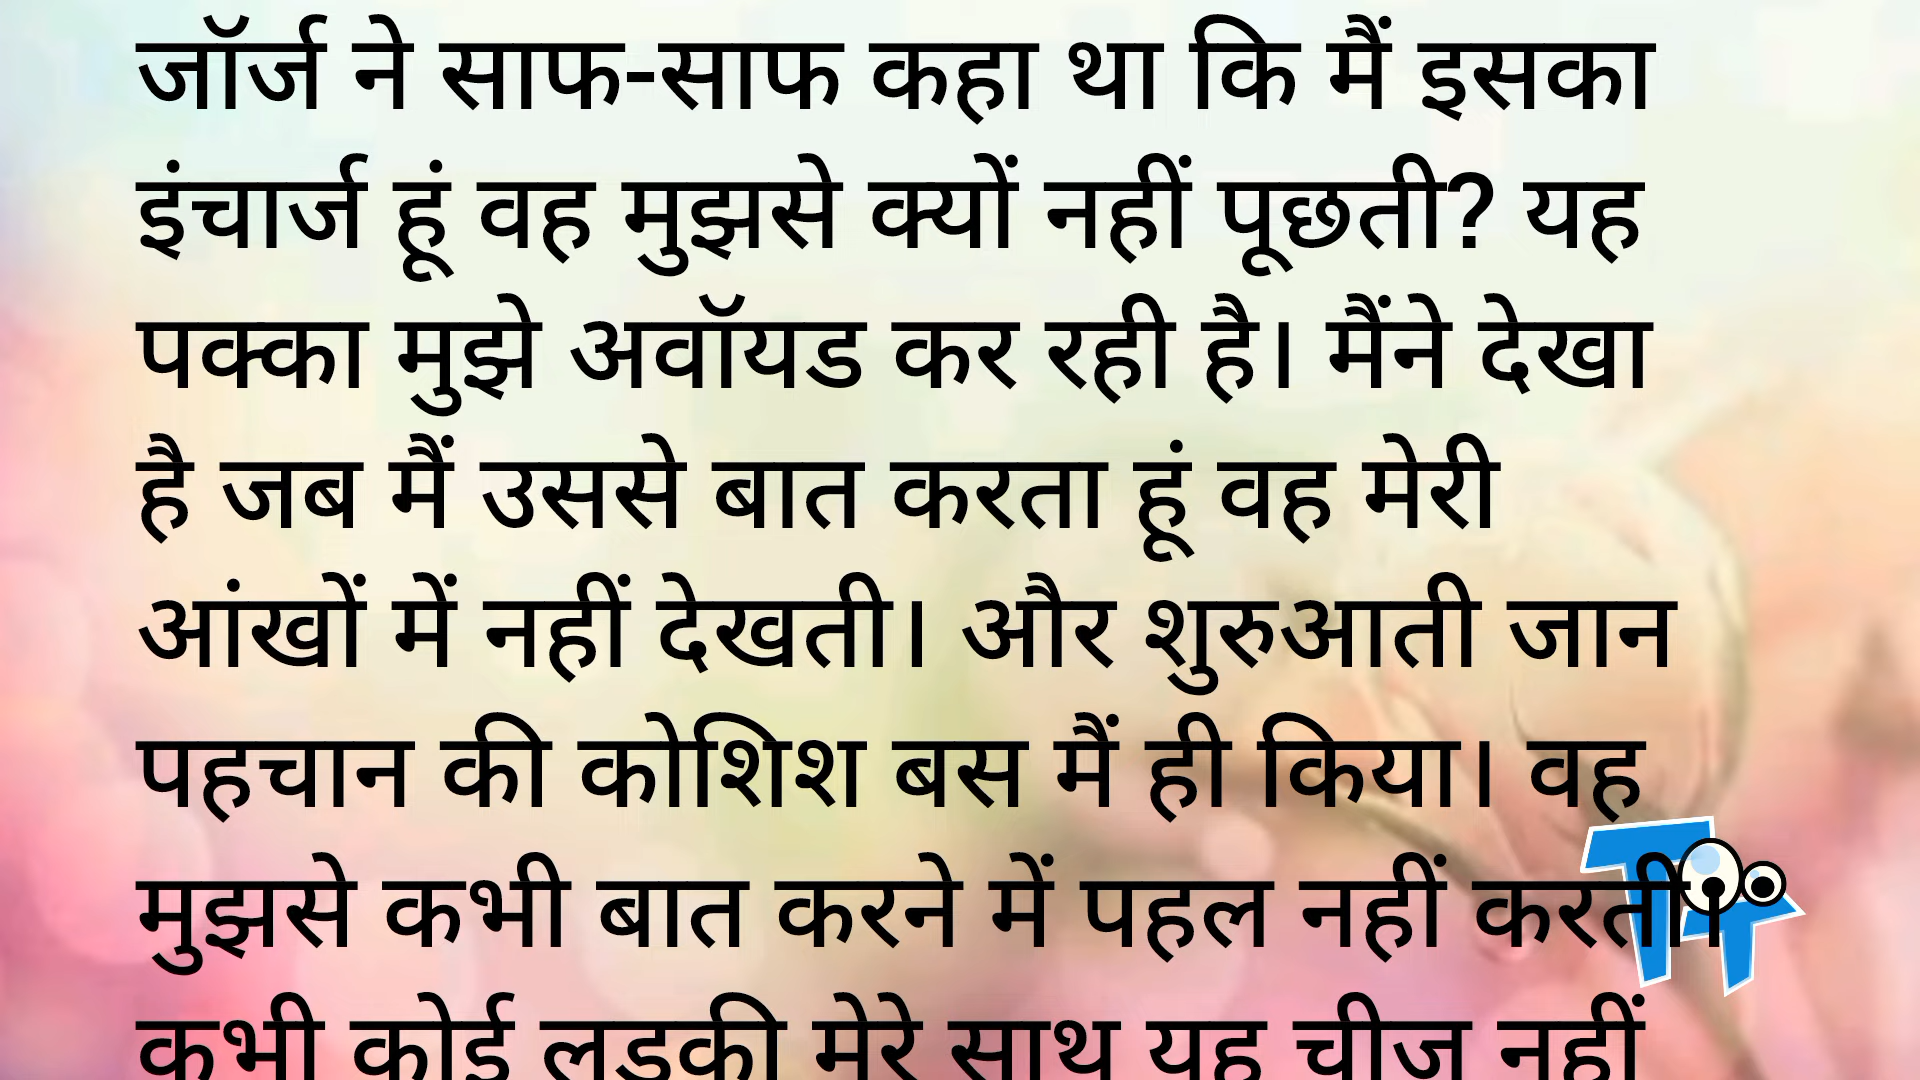 जॉर्ज ने साफ-साफ कहा था कि मैं इसका
इंचार्ज हूं वह मुझसे क्यों नहीं पूछती? यह
पक्का मुझे अवॉयड कर रही है। मैंने देखा
है जब मैं उससे बात करता हूं वह मेरी
आंखों में नहीं देखती। और शुरुआती जान
पहचान की कोशिश बस मैं ही किया। वह
मुझसे कभी बात करने में पहल नहीं करती।
कभी कोई लड़की मेरे साथ यह चीज नहीं